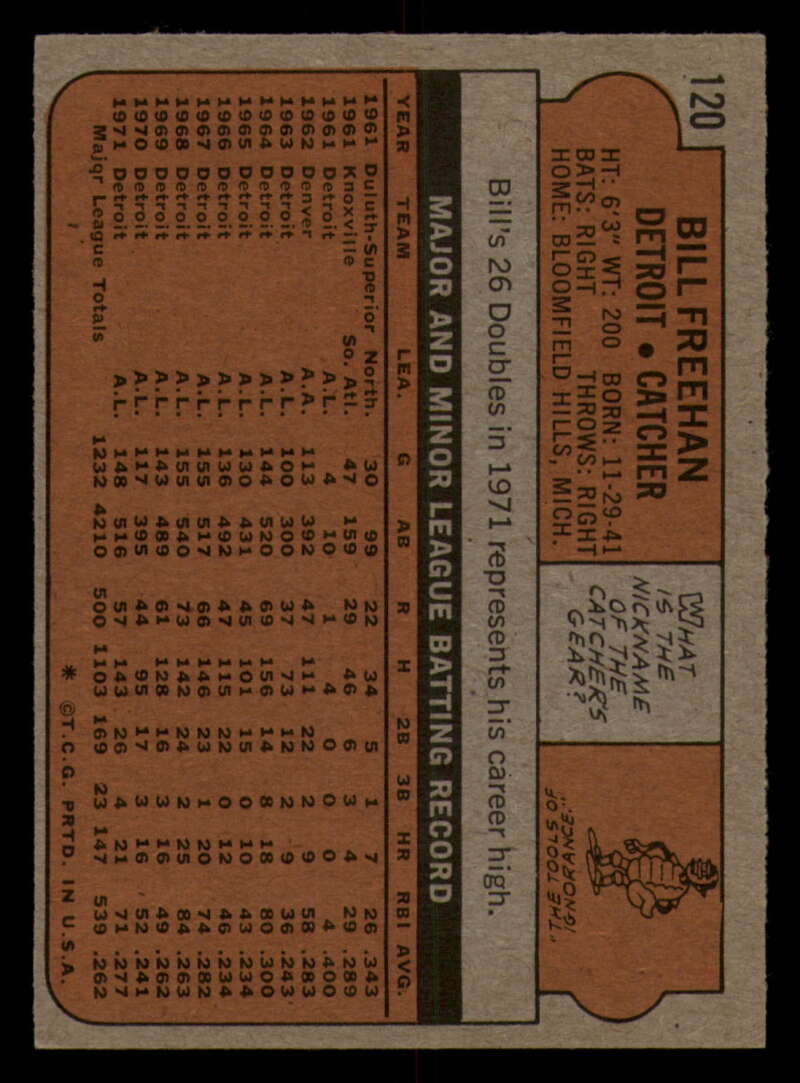 120
BILL FREEHAN
DETROIT • CATCHER
HT: 6'3" WT: 200 BORN: 11-29-41
BATS: RIGHT THROWS: RIGHT
HOME: BLOOMFIELD HILLS, MICH.
WHAT
IS THE
NICKNAME
OF THE
CATCHER'S
GEAR?
"THE TOOLS OF
IGNORANCE."
Bill's 26 Doubles in 1971 represents his career high.
MAJOR AND MINOR LEAGUE BATTING RECORD
YEAR TEAM LEA. G AB R H 2B 3B HR RBI AVG.
1961 Duluth-Superior North. 30 99 22 34 5 1 7 26 .343
1961 Knoxville So. Atl. 47 159 29 46 6 3 4 29 .289
1961 Detroit A.L. 4 10 1 4 0 0 0 4 .400
1962 Denver A.A. 113 392 47 111 22 2 9 58 .283
1963 Detroit A.L. 100 300 37 73 12 2 9 36 .243
1964 Detroit A.L. 144 520 69 156 14 8 18 80 .300
1965 Detroit A.L. 130 431 45 101 15 0 10 43 .234
1966 Detroit A.L. 136 492 47 115 22 0 12 46 .234
1967 Detroit A.L. 155 517 66 146 23 1 20 74 .282
1968 Detroit A.L. 155 540 73 142 24 2 25 84 .263
1969 Detroit A.L. 143 489 61 128 16 3 16 49 .262
1970 Detroit A.L. 117 395 44 95 17 3 16 52 .241
1971 Detroit A.L. 148 516 57 143 26 4 21 71 .277
Major League Totals 1232 4210 500 1103 169 23 147 539 .262
* ©T.C.G. PRTD. IN U.S.A.